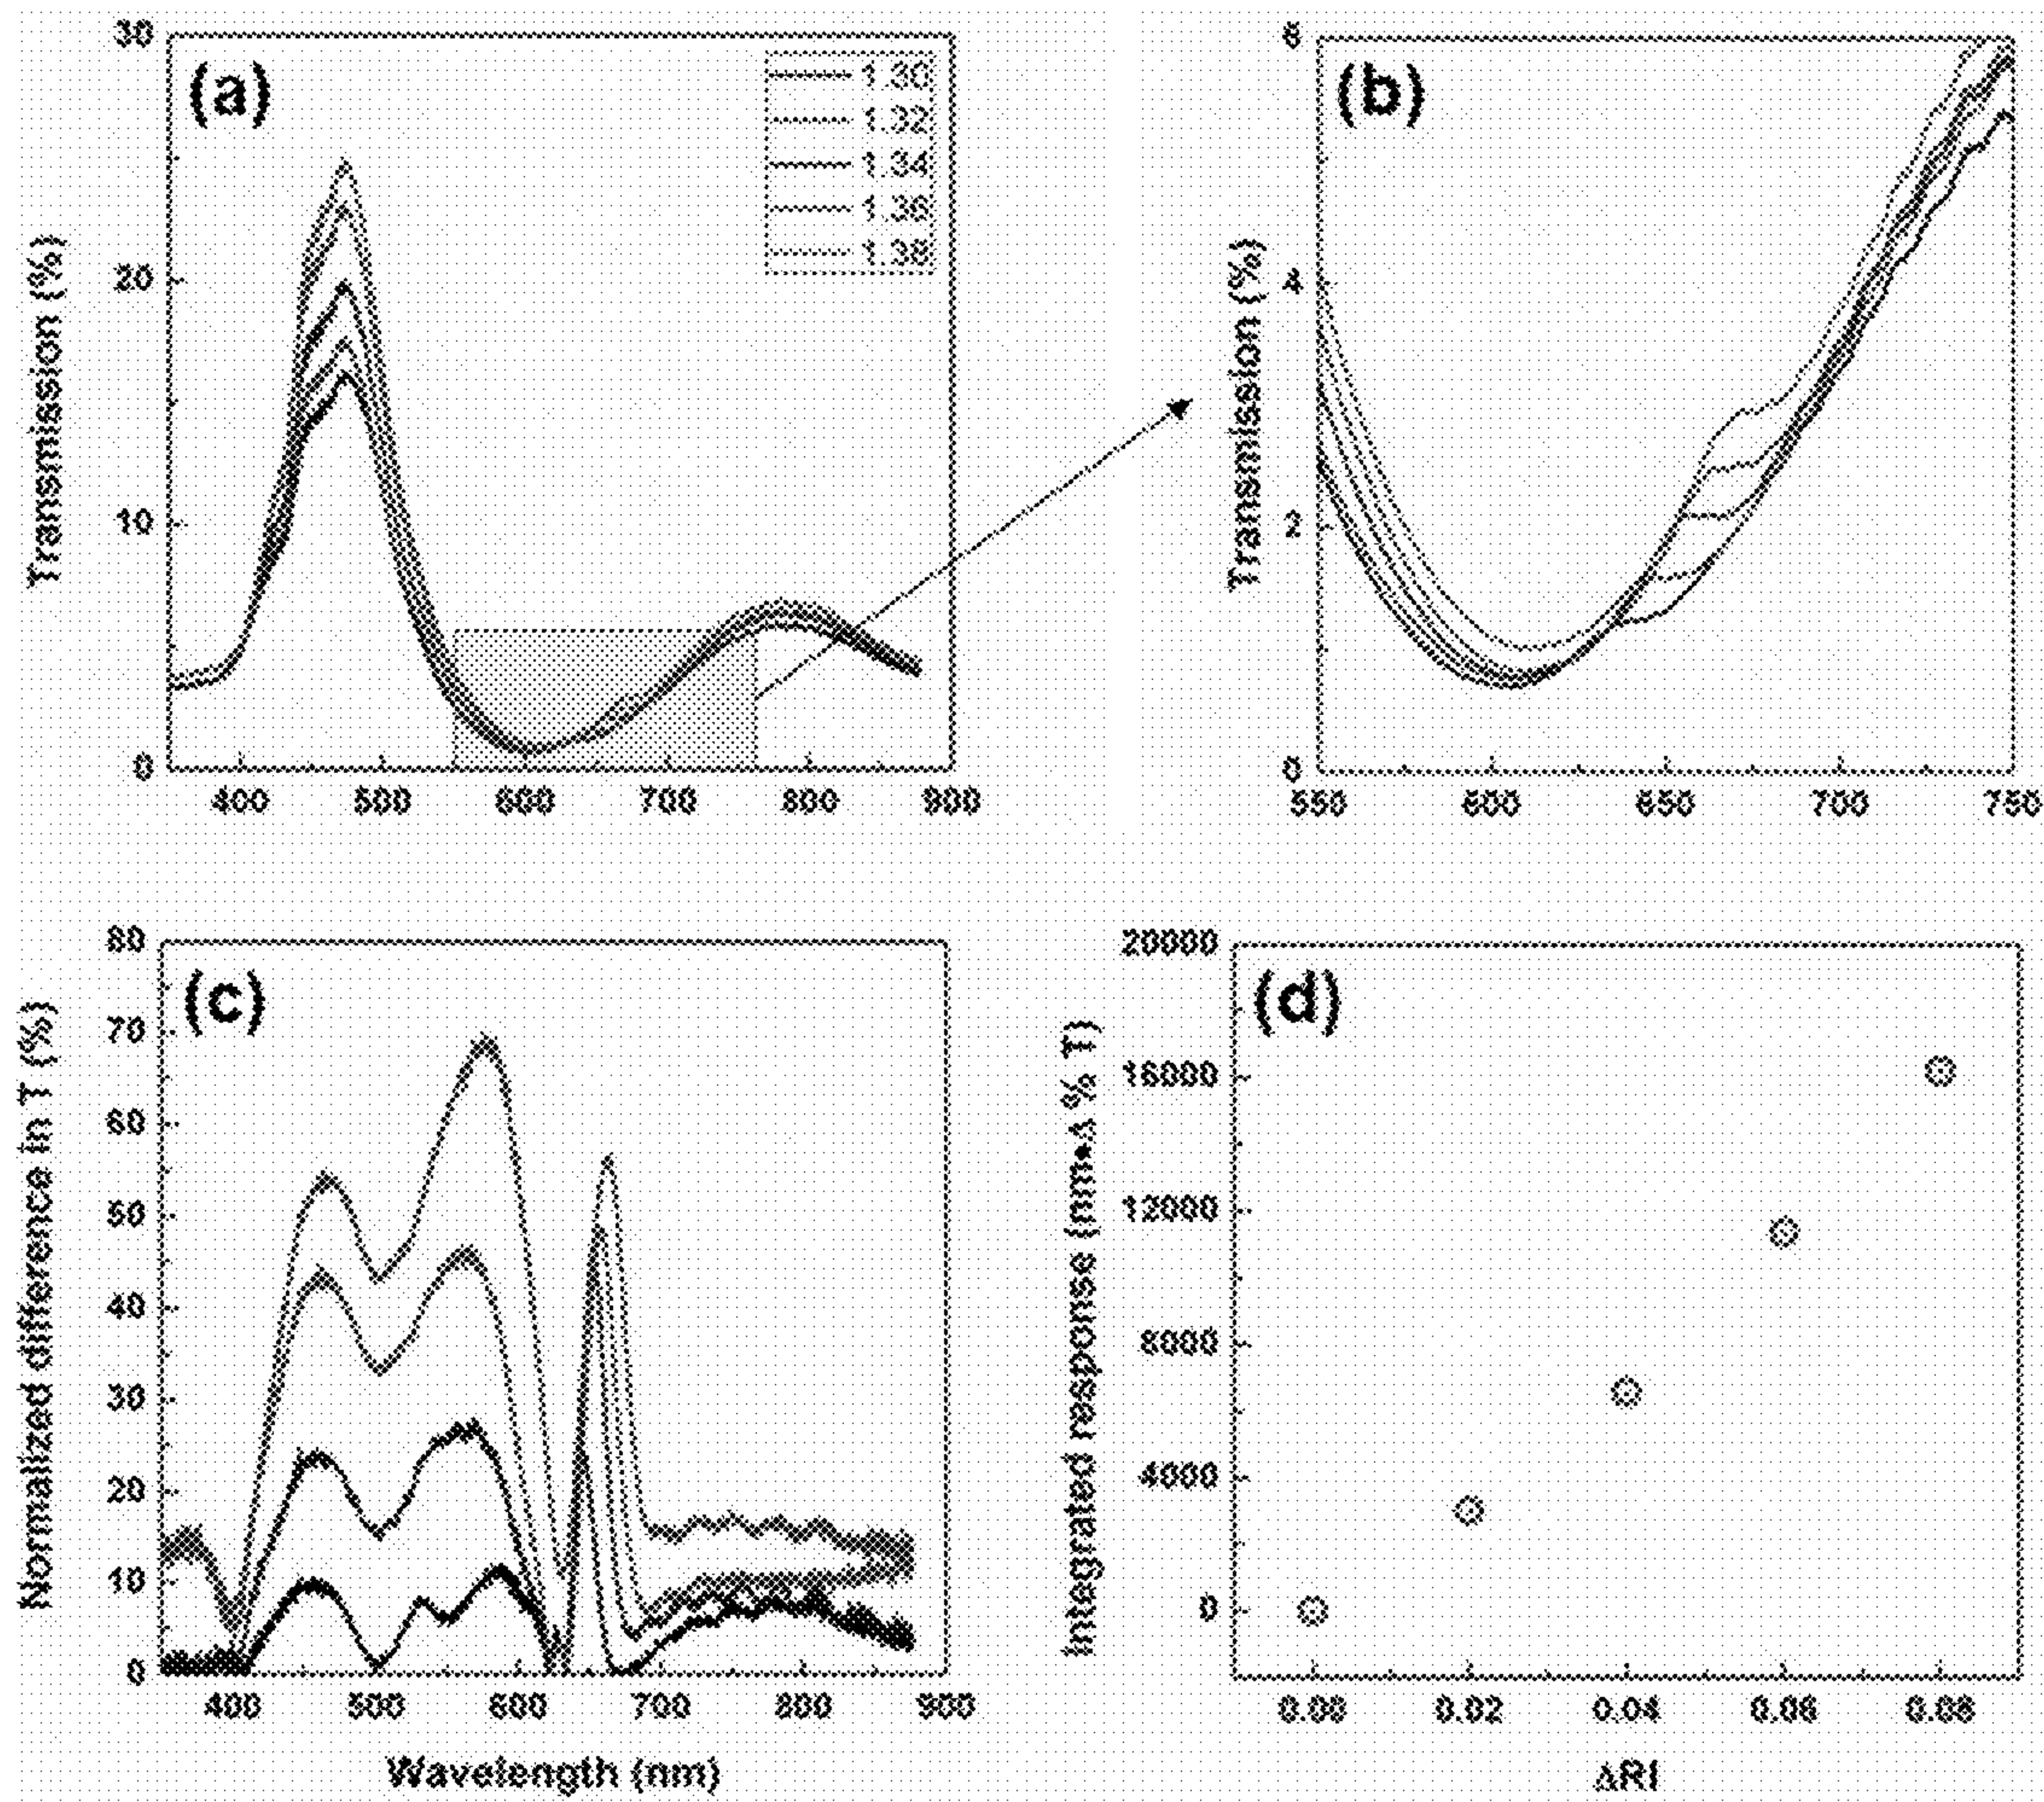 (a)
30
20
10
0
Transmission (%)
1.30
1.32
1.34
1.36
1.38
400 500 600 700 800 900
(b)
6
4
2
0
Transmission (%)
550 600 650 700 750
(c)
80
70
60
50
40
30
20
10
0
Normalized difference in T (%)
400 500 600 700 800 900
Wavelength (nm)
(d)
20000
16000
12000
8000
4000
0
Integrated response (nm•Δ % T)
0.00 0.02 0.04 0.06 0.08
ΔRI